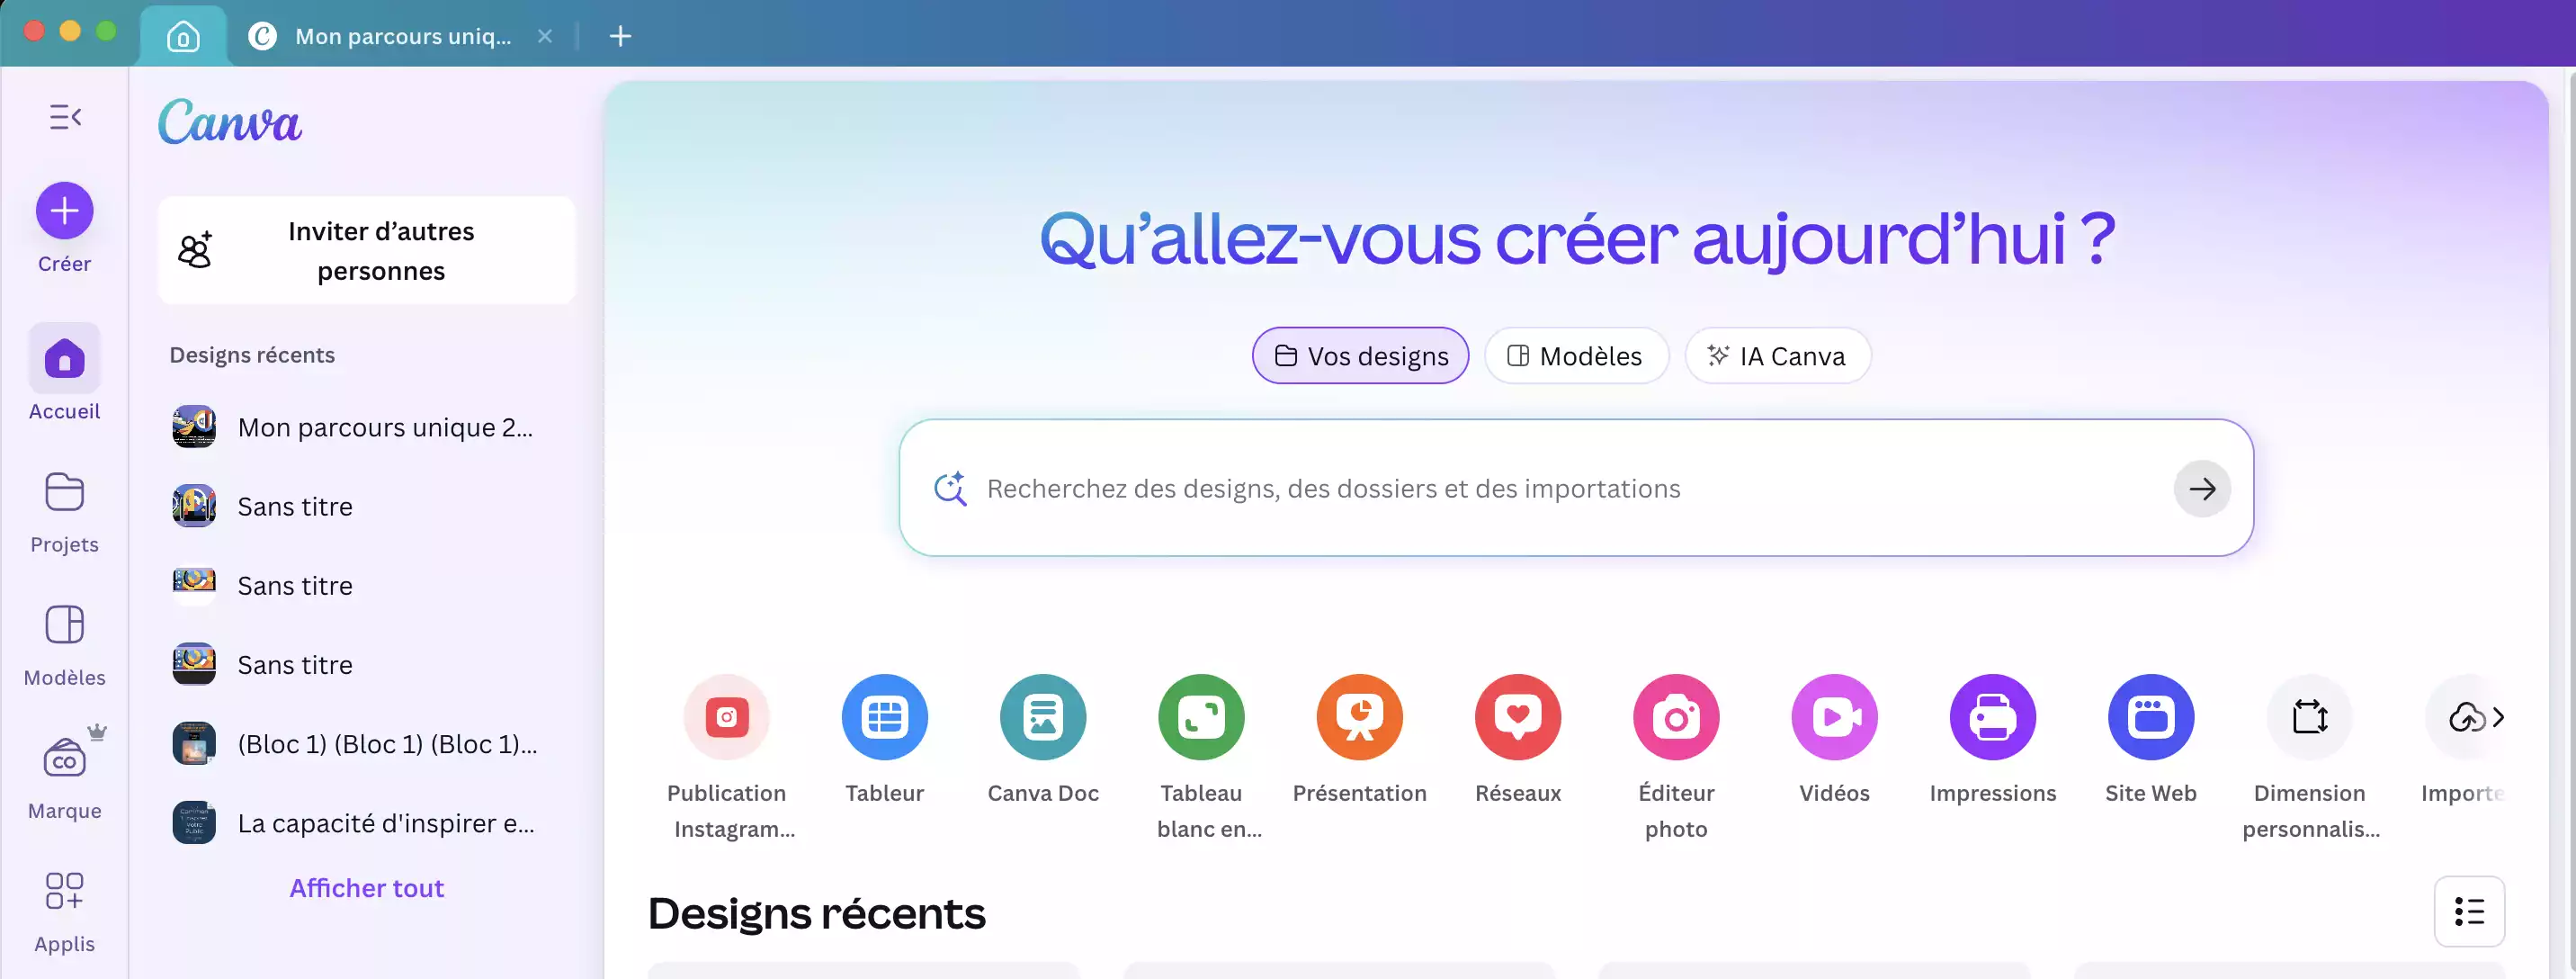 Mon parcours uniq...
Canva
Créer
Accueil
Projets
Modèles
Marque
Applis
Inviter d’autres
personnes
Designs récents
Mon parcours unique 2...
Sans titre
Sans titre
Sans titre
(Bloc 1) (Bloc 1) (Bloc 1)...
La capacité d'inspirer e...
Afficher tout
Qu’allez-vous créer aujourd’hui ?
Vos designs
Modèles
IA Canva
Recherchez des designs, des dossiers et des importations
Publication
Instagram...
Tableur
Canva Doc
Tableau
blanc en...
Présentation
Réseaux
Éditeur
photo
Vidéos
Impressions
Site Web
Dimension
personnalis...
Importe
Designs récents